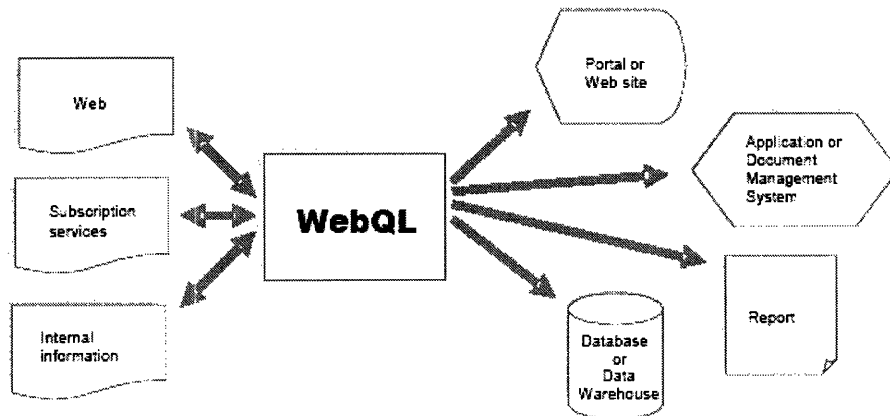 Web
Subscription
services
Internal
information
WebQL
Portal or
Web site
Application or
Document
Management
System
Report
Database
or
Data
Warehouse